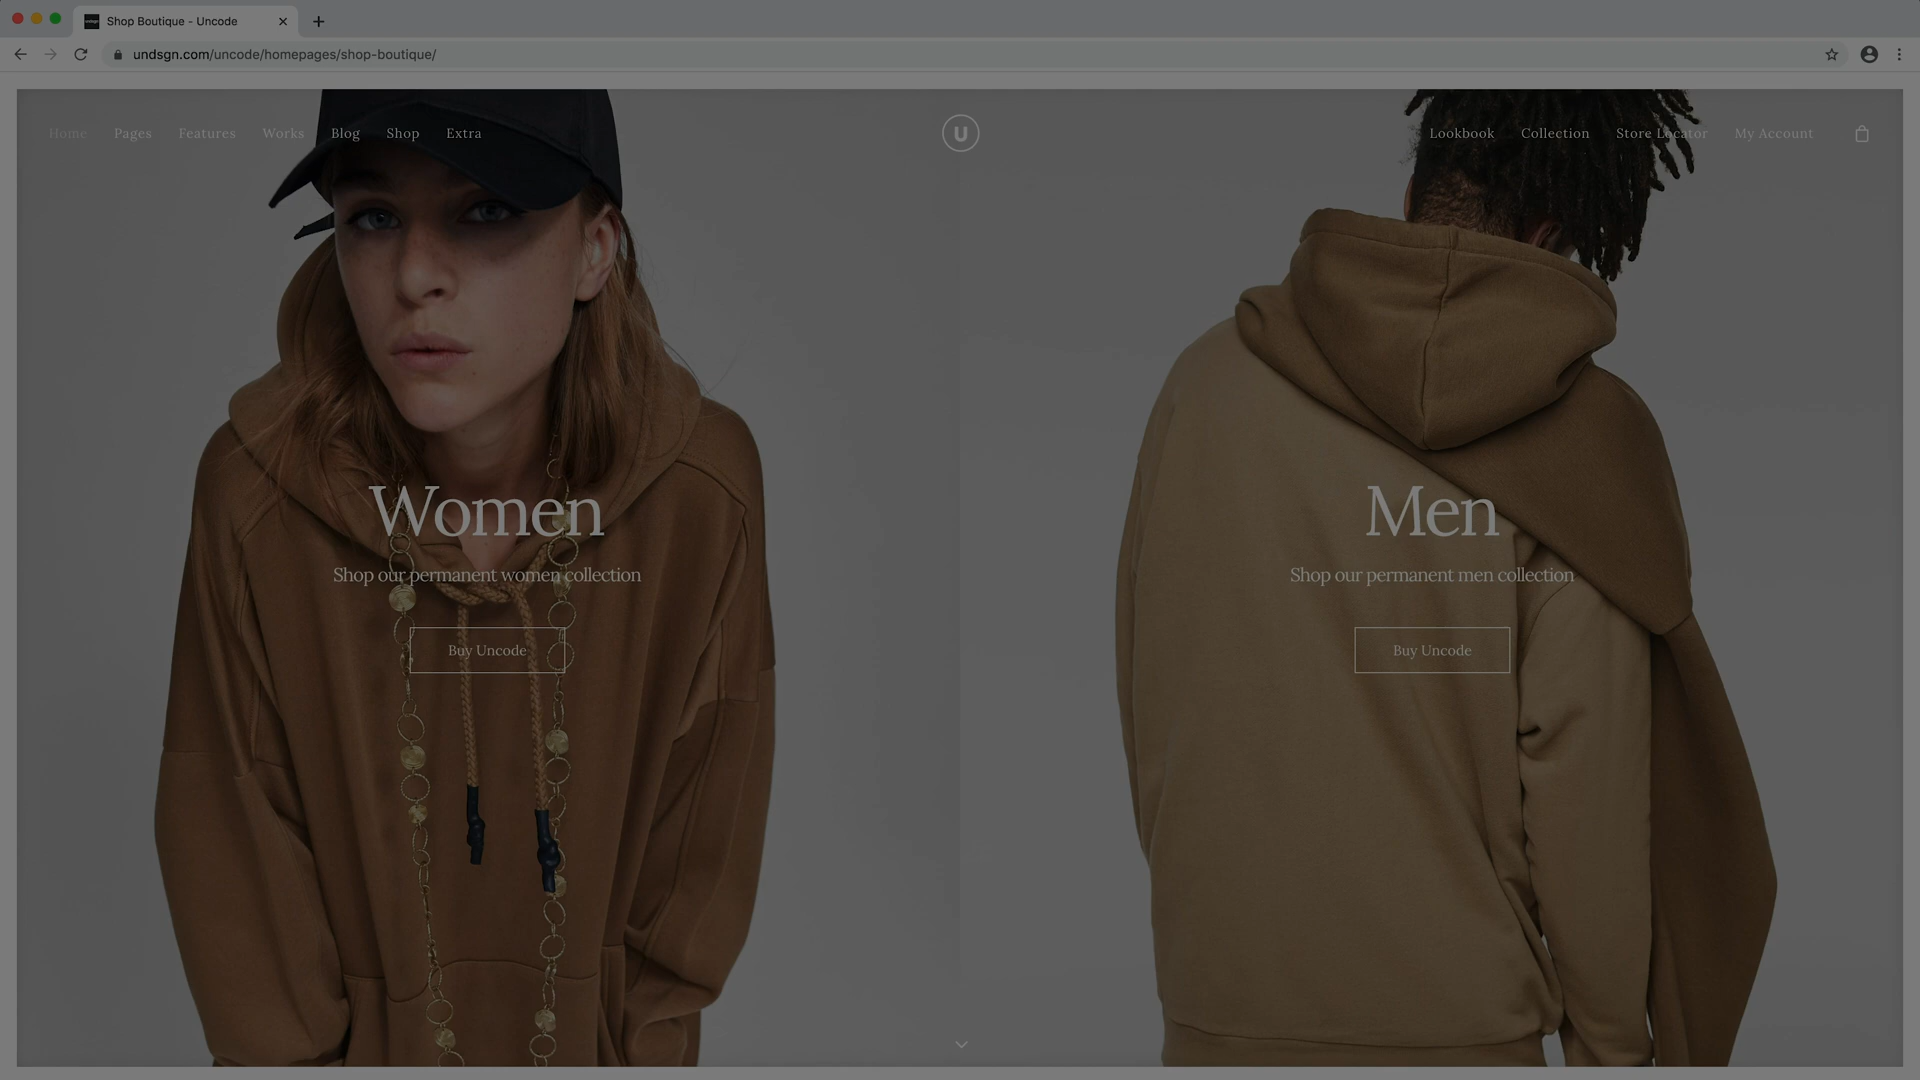 Shop Boutique - Uncode
undsgn.com/uncode/homepages/shop-boutique/
Home Pages Features Works Blog Shop Extra
U
Lookbook Collection Store Locator My Account
Women
Shop our permanent women collection
Buy Uncode
Men
Shop our permanent men collection
Buy Uncode